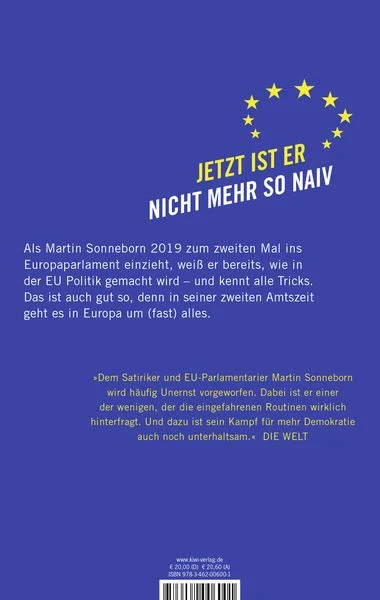 JETZT IST ER
NICHT MEHR SO NAIV
Als Martin Sonneborn 2019 zum zweiten Mal ins
Europaparlament einzieht, weiß er bereits, wie in
der EU Politik gemacht wird – und kennt alle Tricks.
Das ist auch gut so, denn in seiner zweiten Amtszeit
geht es in Europa um (fast) alles.
»Dem Satiriker und EU-Parlamentarier Martin Sonneborn
wird häufig Unernst vorgeworfen. Dabei ist er einer
der wenigen, der die eingefahrenen Routinen wirklich
hinterfragt. Und dazu ist sein Kampf für mehr Demokratie
auch noch unterhaltsam.« DIE WELT
www.kiwi-verlag.de
€ 20,00 (D) € 20,60 (A)
ISBN 978-3-462-00600-1